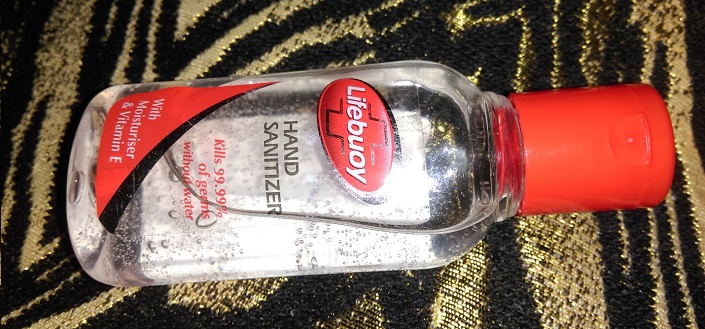 Lifebuoy
HAND
SANITIZER
Kills 99.99%
of germs
without water
With
Moisturiser
& Vitamin E